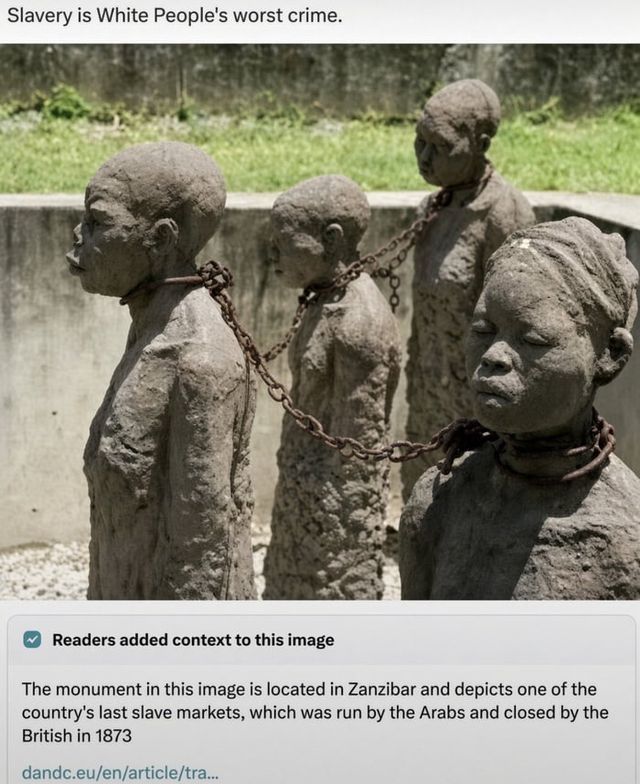 Slavery is White People's worst crime.
Readers added context to this image
The monument in this image is located in Zanzibar and depicts one of the
country's last slave markets, which was run by the Arabs and closed by the
British in 1873
dandc.eu/en/article/tra...